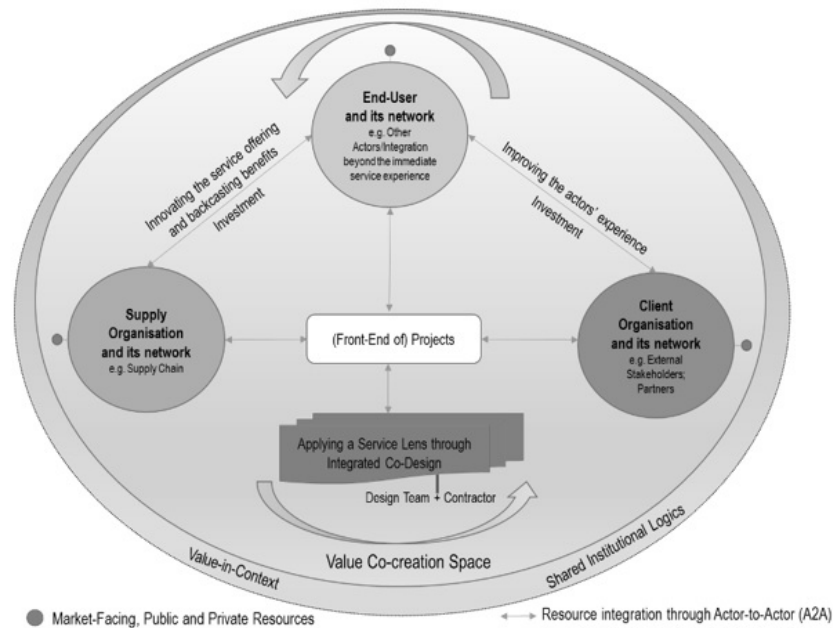 End-User
and its network
e.g. Other
Actors/Integration
beyond the immediate
service experience
Innovating the service offering
and backcasting benefits
Investment
Improving the actors' experience
Investment
Supply
Organisation
and its network
e.g. Supply Chain
(Front-End of) Projects
Client
Organisation
and its network
e.g. External
Stakeholders;
Partners
Applying a Service Lens through
Integrated Co-Design
Design Team + Contractor
Value-in-Context
Value Co-creation Space
Shared Institutional Logics
Market-Facing, Public and Private Resources
Resource integration through Actor-to-Actor (A2A)